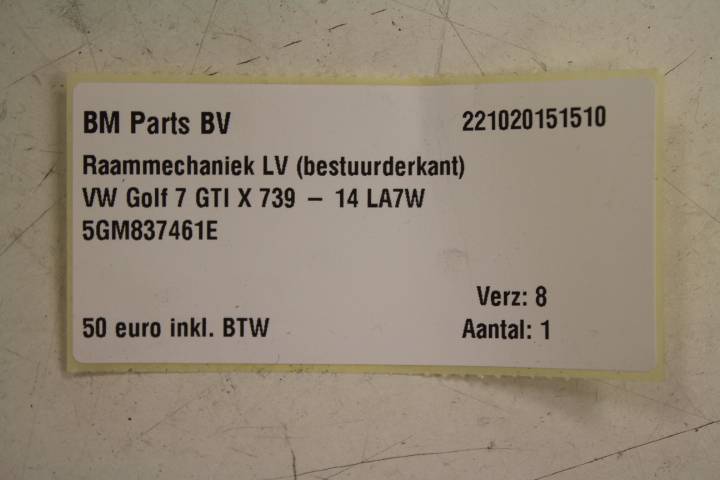 BM Parts BV 221020151510
Raammechaniek LV (bestuurderkant)
VW Golf 7 GTI X 739 – 14 LA7W
5GM837461E
Verz: 8
50 euro inkl. BTW Aantal: 1